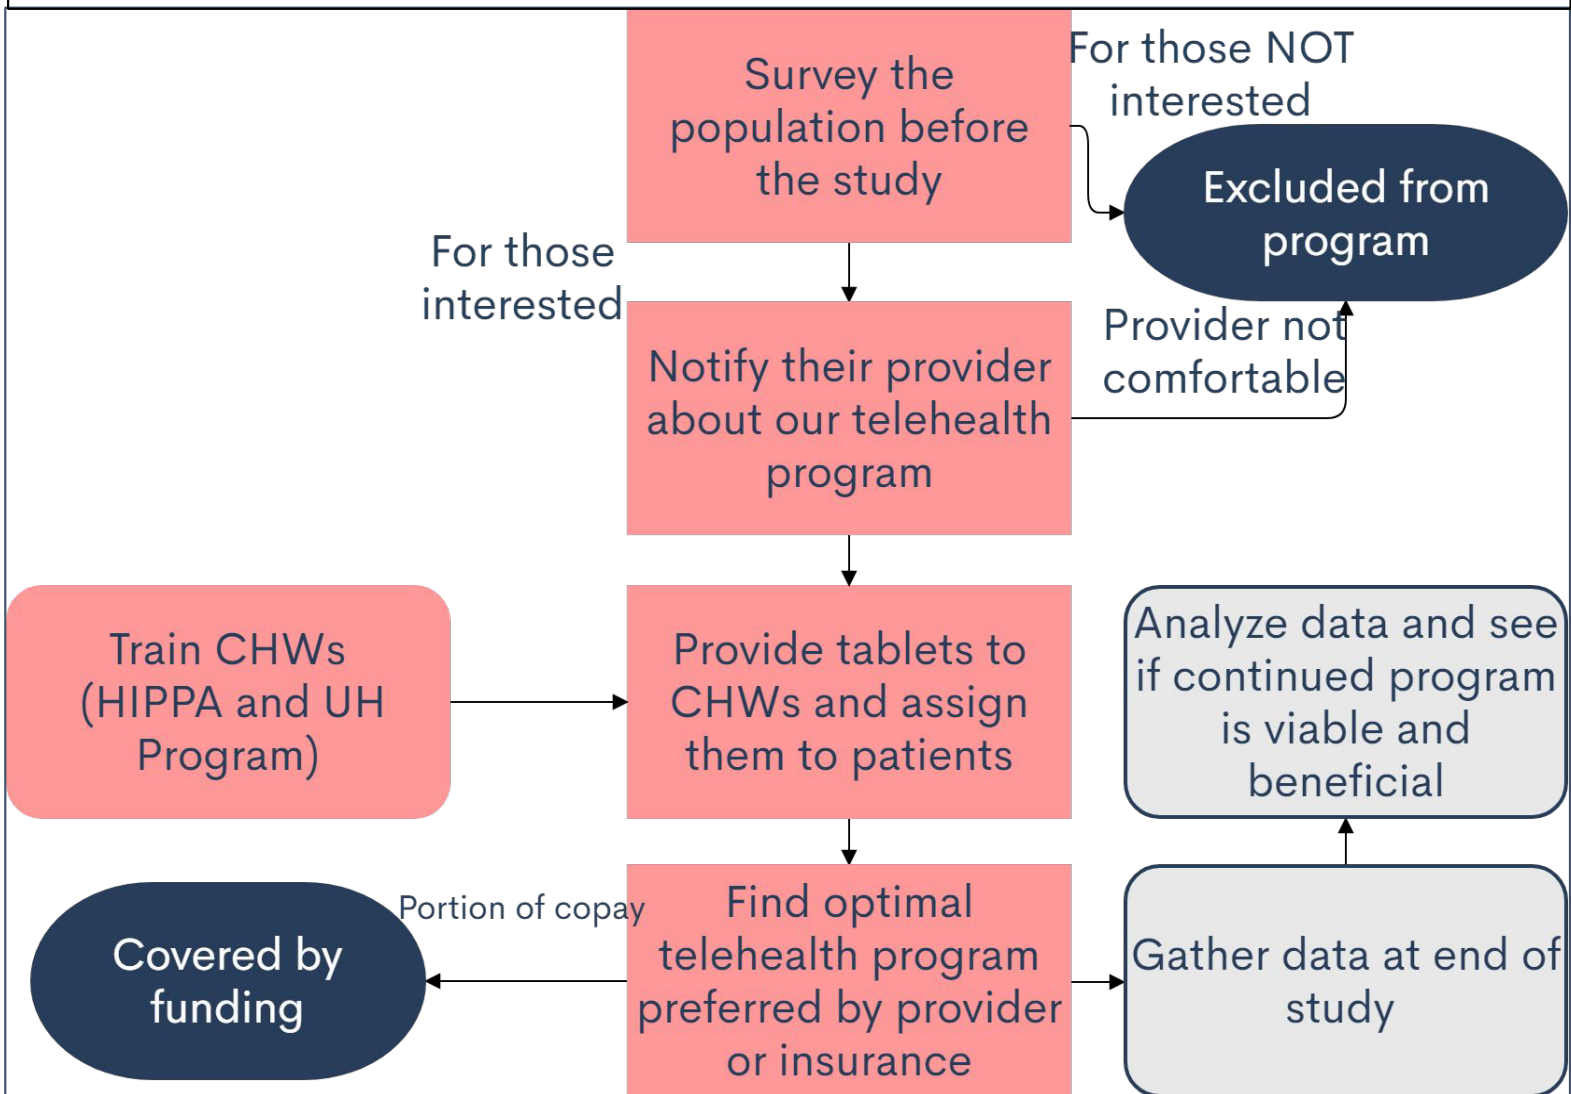 Survey the
population before
the study
For those NOT
interested
Excluded from
program
For those
interested
Notify their provider
about our telehealth
program
Provider not
comfortable
Train CHWs
(HIPPA and UH
Program)
Provide tablets to
CHWs and assign
them to patients
Analyze data and see
if continued program
is viable and
beneficial
Covered by
funding
Portion of copay
Find optimal
telehealth program
preferred by provider
or insurance
Gather data at end of
study